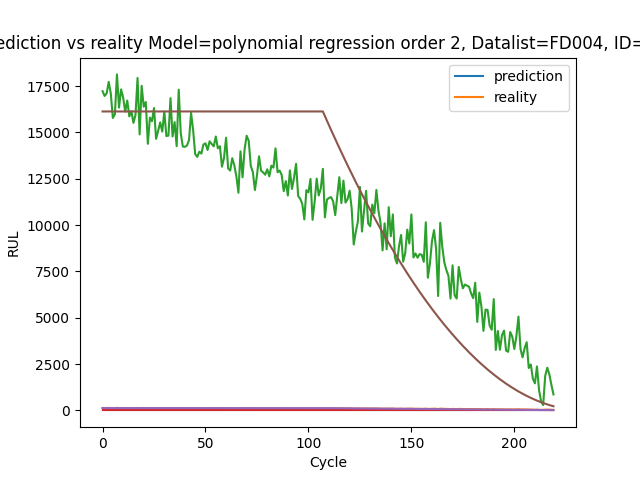 ediction vs reality Model=polynomial regression order 2, Datalist=FD004, ID=
prediction
reality
RUL
17500
15000
12500
10000
7500
5000
2500
0
0 50 100 150 200
Cycle